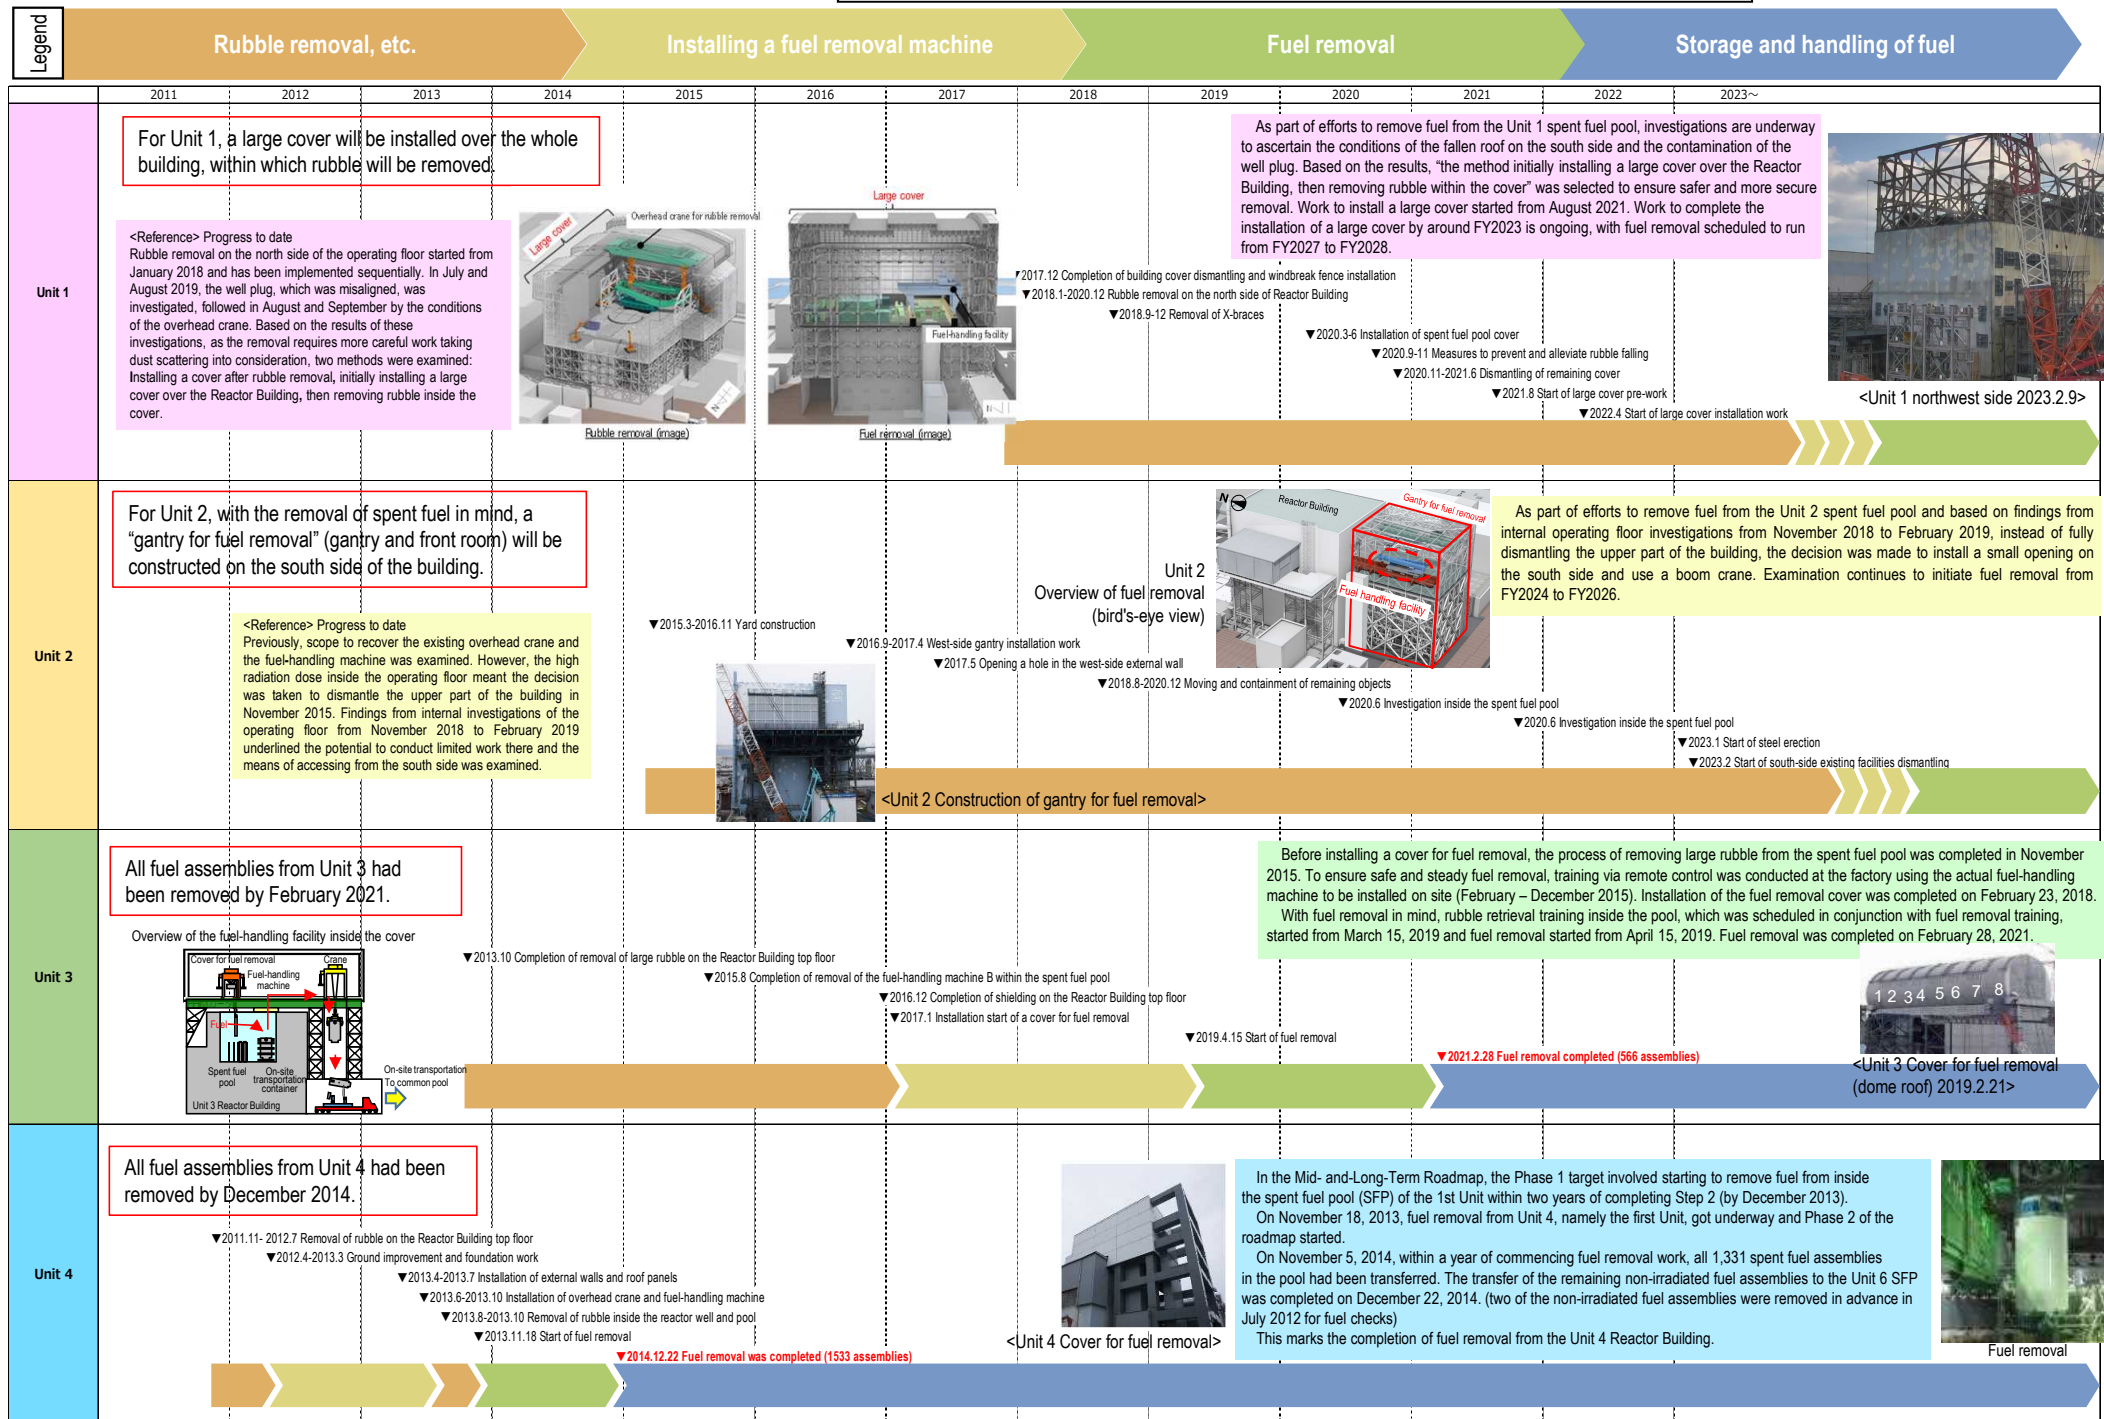 Legend
Rubble removal, etc.
Installing a fuel removal machine
Fuel removal
Storage and handling of fuel
2011 2012 2013 2014 2015 2016 2017 2018 2019 2020 2021 2022 2023~
Unit 1
For Unit 1, a large cover will be installed over the whole
building, within which rubble will be removed.
<Reference> Progress to date
Rubble removal on the north side of the operating floor started from
January 2018 and has been implemented sequentially. In July and
August 2019, the well plug, which was misaligned, was
investigated, followed in August and September by the conditions
of the overhead crane. Based on the results of these
investigations, as the removal requires more careful work taking
dust scattering into consideration, two methods were examined:
Installing a cover after rubble removal, initially installing a large
cover over the Reactor Building, then removing rubble inside the
cover.
Large cover
Overhead crane for rubble removal
N
Rubble removal (image)
Large cover
Fuel-handling facility
N
Fuel removal (image)
As part of efforts to remove fuel from the Unit 1 spent fuel pool, investigations are underway
to ascertain the conditions of the fallen roof on the south side and the contamination of the
well plug. Based on the results, “the method initially installing a large cover over the Reactor
Building, then removing rubble within the cover” was selected to ensure safer and more secure
removal. Work to install a large cover started from August 2021. Work to complete the
installation of a large cover by around FY2023 is ongoing, with fuel removal scheduled to run
from FY2027 to FY2028.
▼2017.12 Completion of building cover dismantling and windbreak fence installation
▼2018.1-2020.12 Rubble removal on the north side of Reactor Building
▼2018.9-12 Removal of X-braces
▼2020.3-6 Installation of spent fuel pool cover
▼2020.9-11 Measures to prevent and alleviate rubble falling
▼2020.11-2021.6 Dismantling of remaining cover
▼2021.8 Start of large cover pre-work
▼2022.4 Start of large cover installation work
<Unit 1 northwest side 2023.2.9>
Unit 2
For Unit 2, with the removal of spent fuel in mind, a
“gantry for fuel removal” (gantry and front room) will be
constructed on the south side of the building.
<Reference> Progress to date
Previously, scope to recover the existing overhead crane and
the fuel-handling machine was examined. However, the high
radiation dose inside the operating floor meant the decision
was taken to dismantle the upper part of the building in
November 2015. Findings from internal investigations of the
operating floor from November 2018 to February 2019
underlined the potential to conduct limited work there and the
means of accessing from the south side was examined.
Unit 2
Overview of fuel removal
(bird's-eye view)
N
Reactor Building
Gantry for fuel removal
Fuel handling facility
As part of efforts to remove fuel from the Unit 2 spent fuel pool and based on findings from
internal operating floor investigations from November 2018 to February 2019, instead of fully
dismantling the upper part of the building, the decision was made to install a small opening on
the south side and use a boom crane. Examination continues to initiate fuel removal from
FY2024 to FY2026.
▼2015.3-2016.11 Yard construction
▼2016.9-2017.4 West-side gantry installation work
▼2017.5 Opening a hole in the west-side external wall
▼2018.8-2020.12 Moving and containment of remaining objects
▼2020.6 Investigation inside the spent fuel pool
▼2020.6 Investigation inside the spent fuel pool
▼2023.1 Start of steel erection
▼2023.2 Start of south-side existing facilities dismantling
<Unit 2 Construction of gantry for fuel removal>
Unit 3
All fuel assemblies from Unit 3 had
been removed by February 2021.
Overview of the fuel-handling facility inside the cover
Cover for fuel removal
Crane
Fuel-handling
machine
Fuel
Spent fuel
pool
On-site
transportation
container
Unit 3 Reactor Building
On-site transportation
To common pool
Before installing a cover for fuel removal, the process of removing large rubble from the spent fuel pool was completed in November
2015. To ensure safe and steady fuel removal, training via remote control was conducted at the factory using the actual fuel-handling
machine to be installed on site (February – December 2015). Installation of the fuel removal cover was completed on February 23, 2018.
With fuel removal in mind, rubble retrieval training inside the pool, which was scheduled in conjunction with fuel removal training,
started from March 15, 2019 and fuel removal started from April 15, 2019. Fuel removal was completed on February 28, 2021.
▼2013.10 Completion of removal of large rubble on the Reactor Building top floor
▼2015.8 Completion of removal of the fuel-handling machine B within the spent fuel pool
▼2016.12 Completion of shielding on the Reactor Building top floor
▼2017.1 Installation start of a cover for fuel removal
▼2019.4.15 Start of fuel removal
▼2021.2.28 Fuel removal completed (566 assemblies)
1 2 3 4 5 6 7 8
<Unit 3 Cover for fuel removal
(dome roof) 2019.2.21>
Unit 4
All fuel assemblies from Unit 4 had been
removed by December 2014.
▼2011.11- 2012.7 Removal of rubble on the Reactor Building top floor
▼2012.4-2013.3 Ground improvement and foundation work
▼2013.4-2013.7 Installation of external walls and roof panels
▼2013.6-2013.10 Installation of overhead crane and fuel-handling machine
▼2013.8-2013.10 Removal of rubble inside the reactor well and pool
▼2013.11.18 Start of fuel removal
▼2014.12.22 Fuel removal was completed (1533 assemblies)
<Unit 4 Cover for fuel removal>
In the Mid- and-Long-Term Roadmap, the Phase 1 target involved starting to remove fuel from inside
the spent fuel pool (SFP) of the 1st Unit within two years of completing Step 2 (by December 2013).
On November 18, 2013, fuel removal from Unit 4, namely the first Unit, got underway and Phase 2 of the
roadmap started.
On November 5, 2014, within a year of commencing fuel removal work, all 1,331 spent fuel assemblies
in the pool had been transferred. The transfer of the remaining non-irradiated fuel assemblies to the Unit 6 SFP
was completed on December 22, 2014. (two of the non-irradiated fuel assemblies were removed in advance in
July 2012 for fuel checks)
This marks the completion of fuel removal from the Unit 4 Reactor Building.
Fuel removal